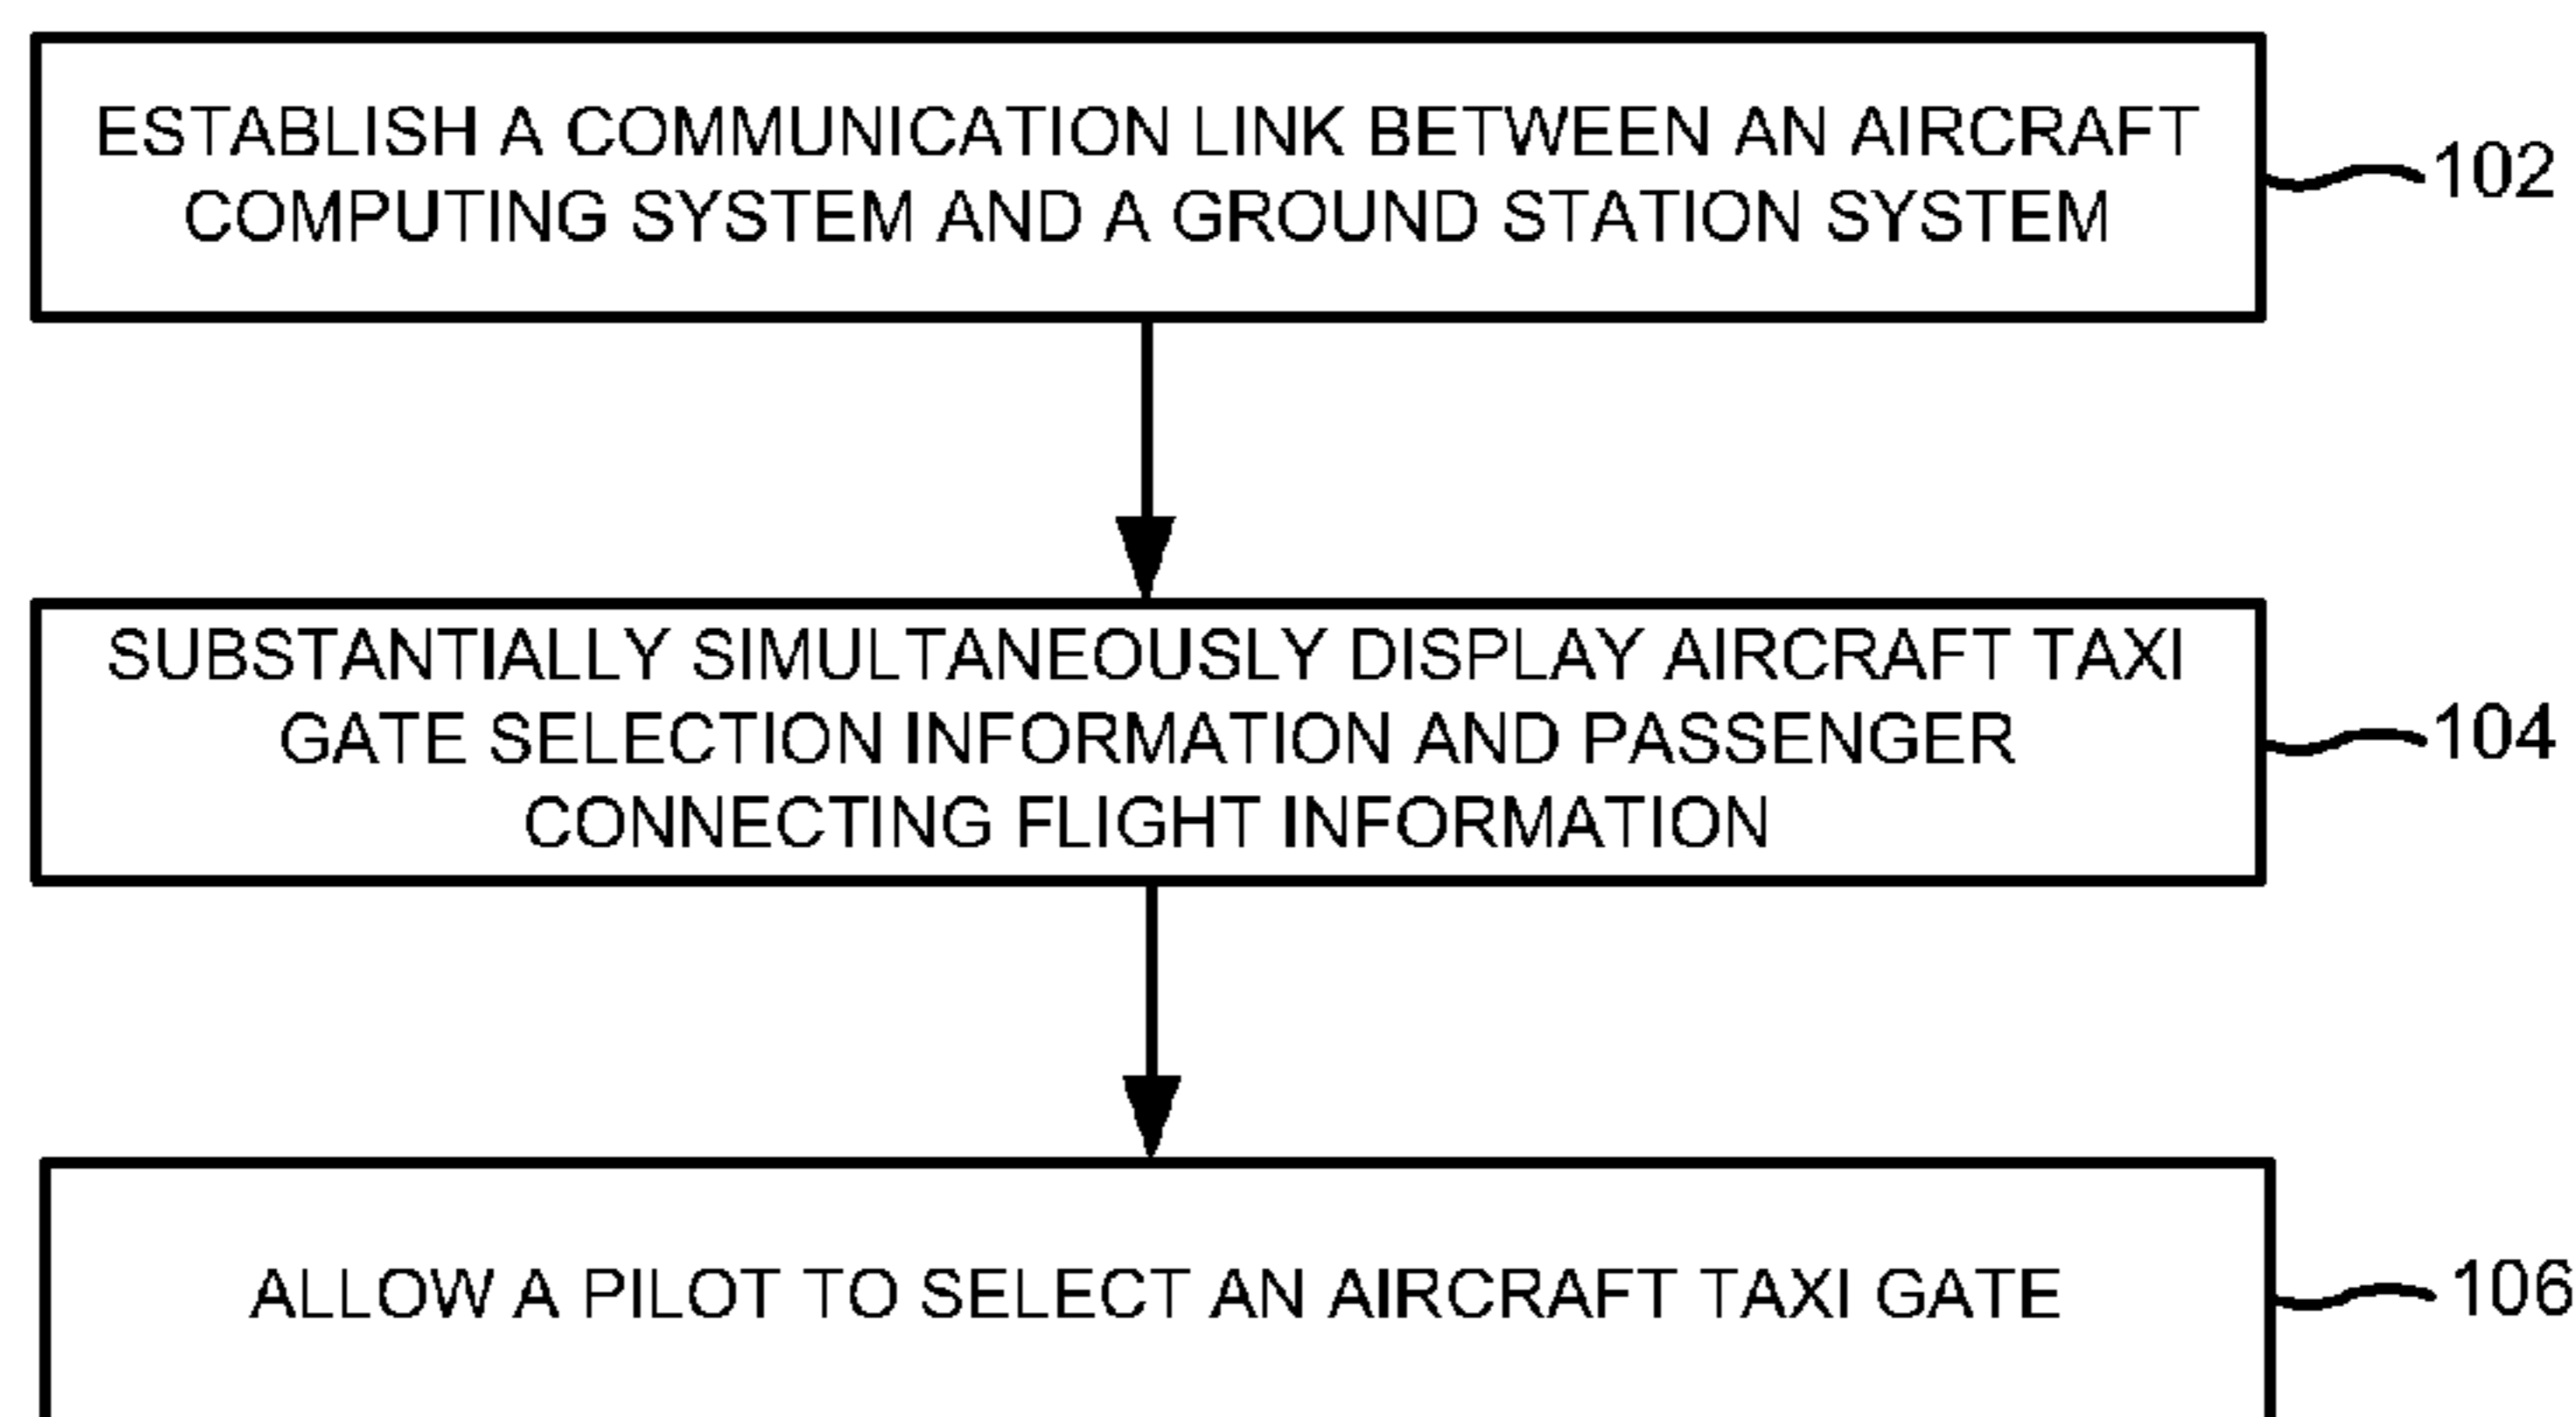 ESTABLISH A COMMUNICATION LINK BETWEEN AN AIRCRAFT
COMPUTING SYSTEM AND A GROUND STATION SYSTEM
102
SUBSTANTIALLY SIMULTANEOUSLY DISPLAY AIRCRAFT TAXI
GATE SELECTION INFORMATION AND PASSENGER
CONNECTING FLIGHT INFORMATION
104
ALLOW A PILOT TO SELECT AN AIRCRAFT TAXI GATE
106